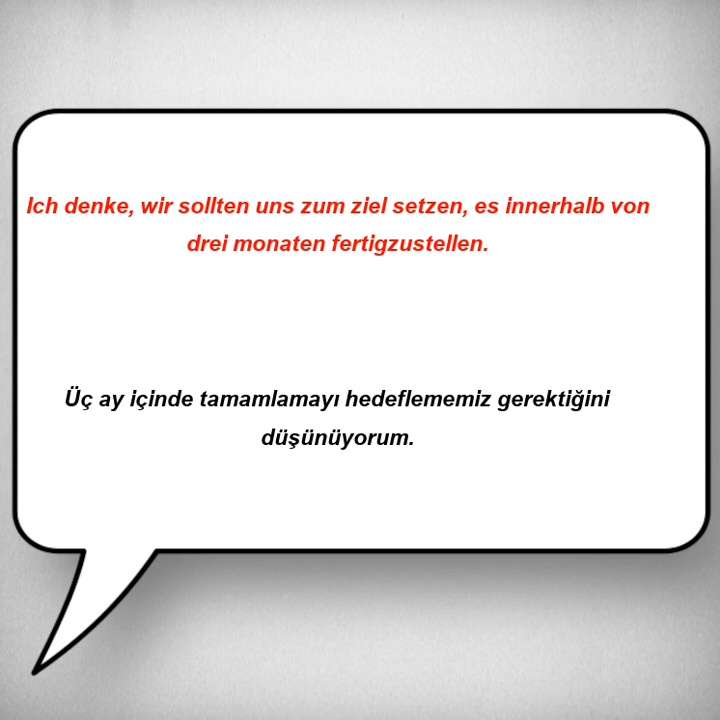 Ich denke, wir sollten uns zum ziel setzen, es innerhalb von
drei monaten fertigzustellen.
Üç ay içinde tamamlamayı hedeflememiz gerektiğini
düşünüyorum.